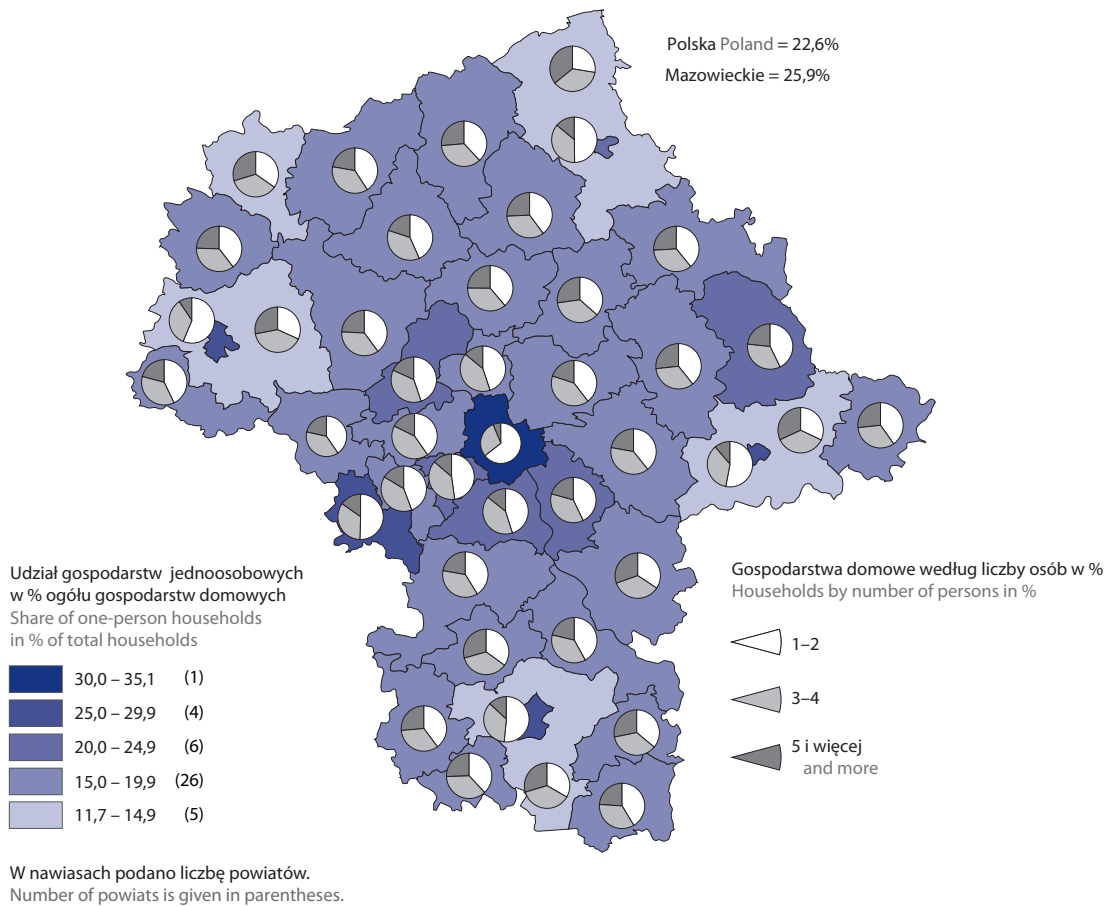 Polska Poland = 22,6%
Mazowieckie = 25,9%
Udział gospodarstw jednoosobowych
w % ogółu gospodarstw domowych
Share of one-person households
in % of total households
30,0 – 35,1 (1)
25,0 – 29,9 (4)
20,0 – 24,9 (6)
15,0 – 19,9 (26)
11,7 – 14,9 (5)
W nawiasach podano liczbę powiatów.
Number of powiats is given in parentheses.
Gospodarstwa domowe według liczby osób w %
Households by number of persons in %
1–2
3–4
5 i więcej
and more